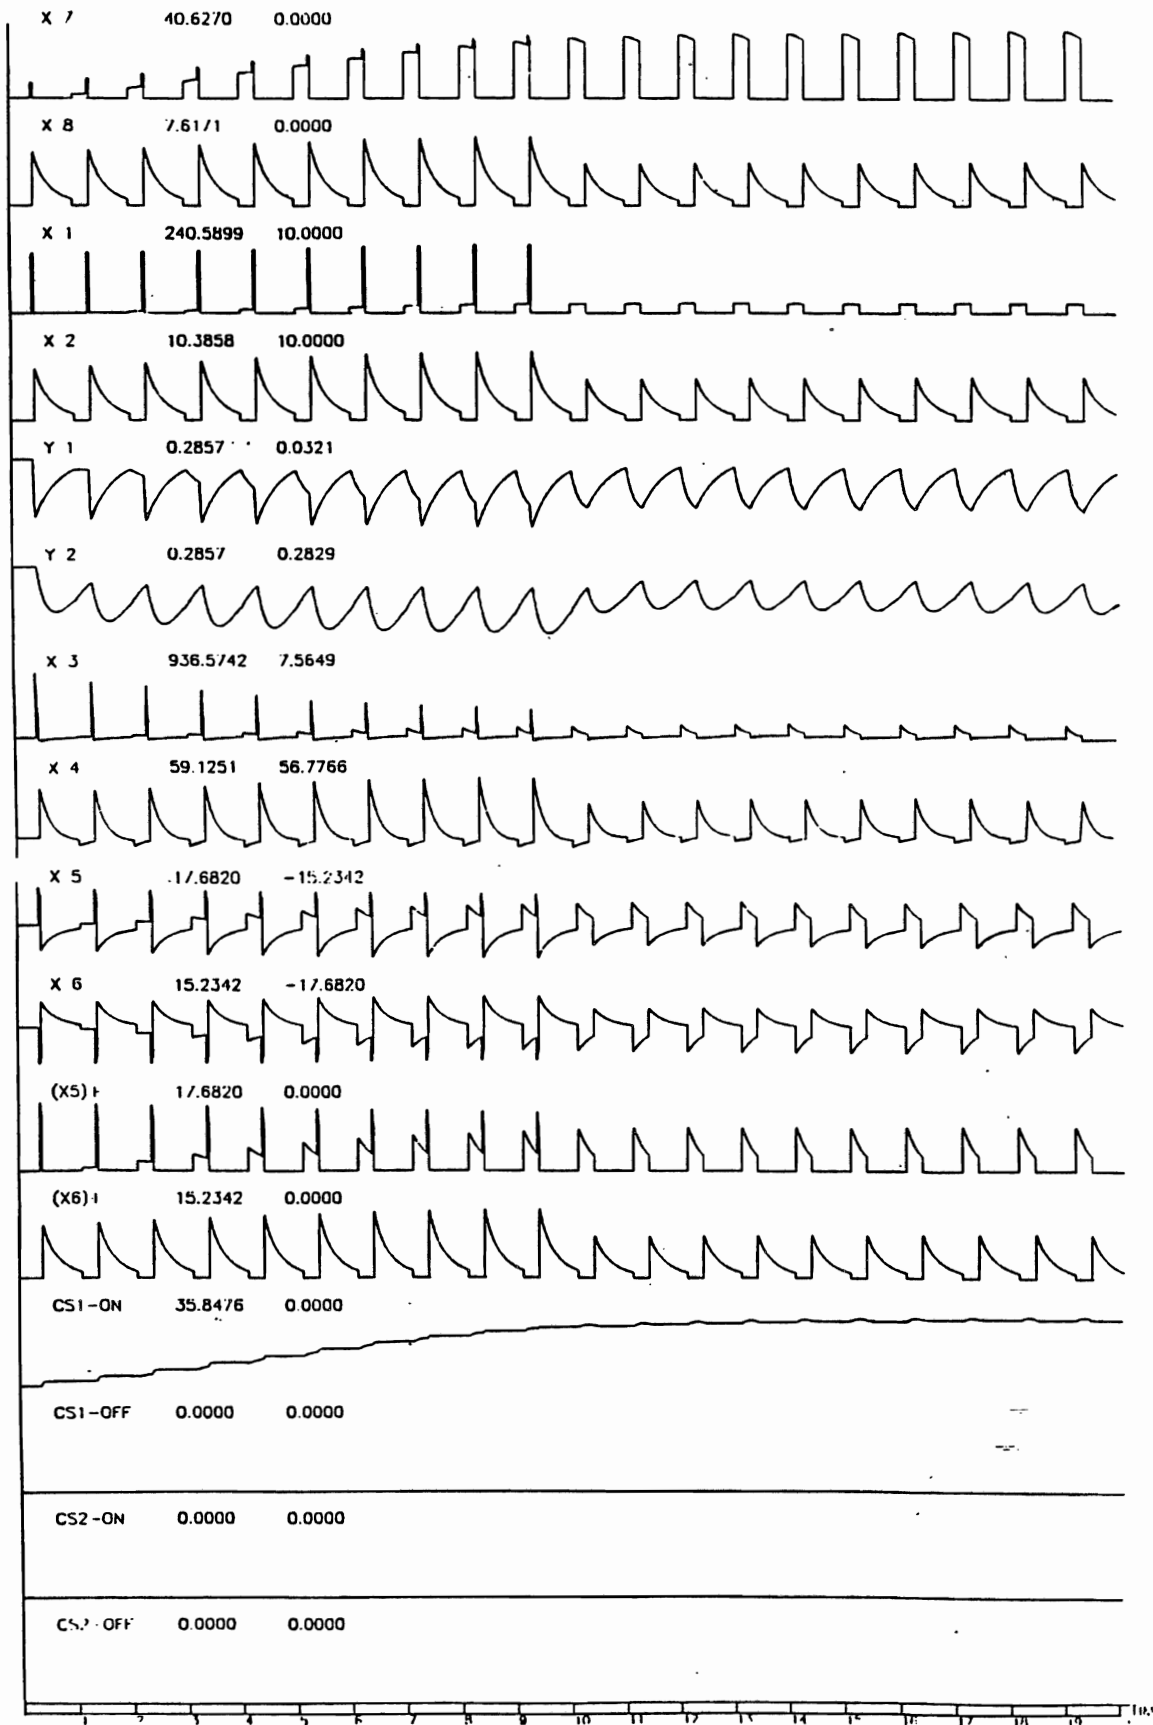 X 7 40.6270 0.0000
X 8 7.6171 0.0000
X 1 240.5899 10.0000
X 2 10.3858 10.0000
Y 1 0.2857 0.0321
Y 2 0.2857 0.2829
X 3 936.5742 7.5649
X 4 59.1251 56.7766
X 5 17.6820 -15.2342
X 6 15.2342 -17.6820
(X5)+ 17.6820 0.0000
(X6)+ 15.2342 0.0000
CS1-ON 35.8476 0.0000
CS1-OFF 0.0000 0.0000
CS2-ON 0.0000 0.0000
CS2-OFF 0.0000 0.0000
1 2 3 4 5 6 7 8 9 10 11 12 13 14 15 16 17 18 19